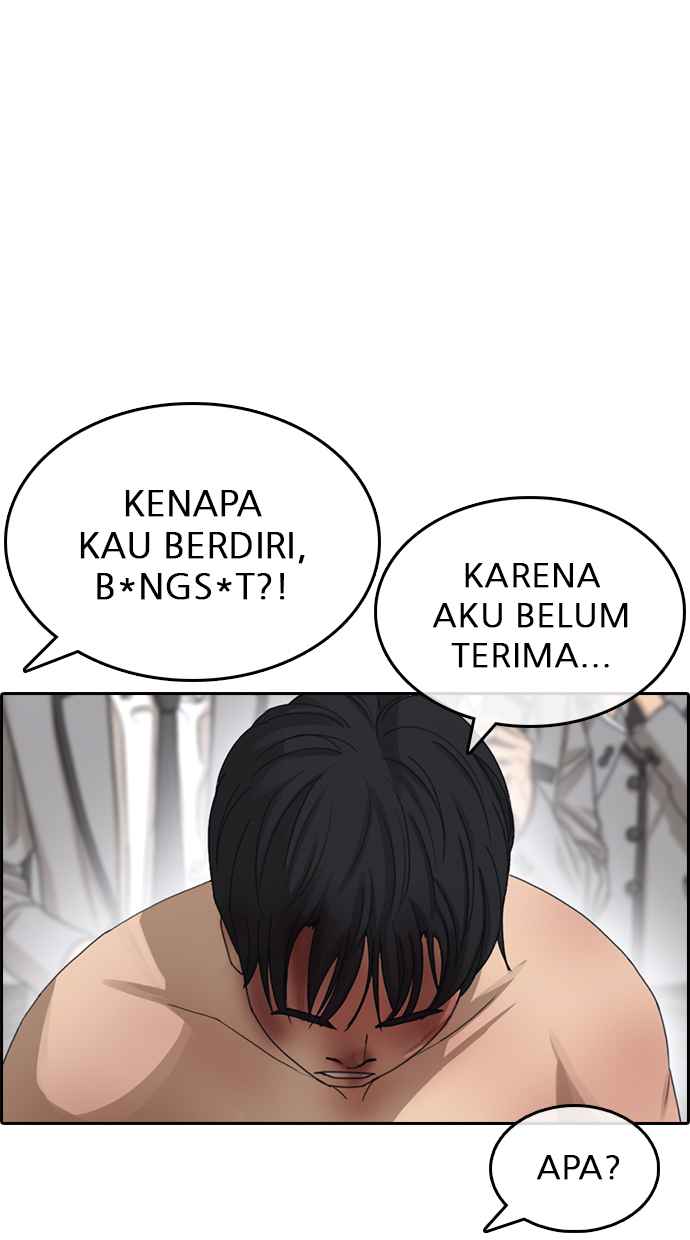 KENAPA
KAU BERDIRI,
B*NGS*T?!
KARENA
AKU BELUM
TERIMA...
APA?